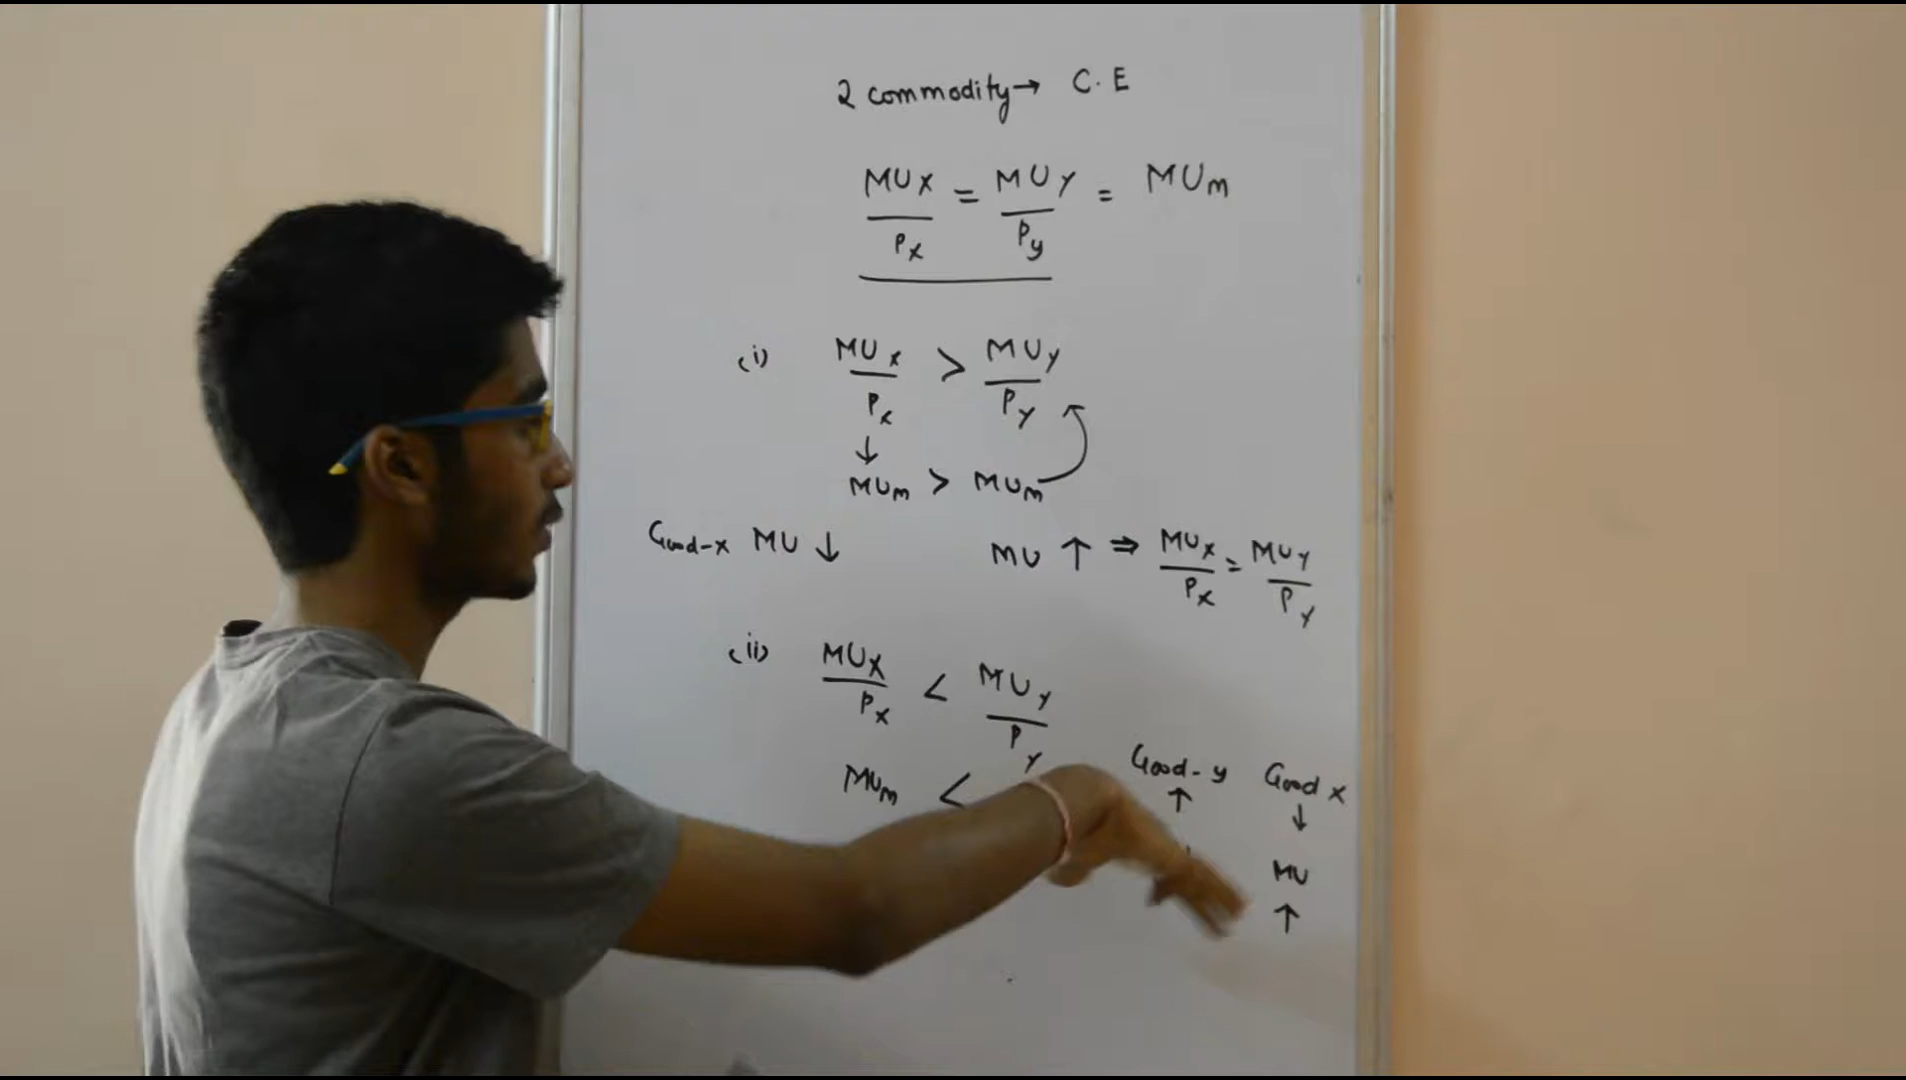 2 commodity → C.E
MUx/Px = MUy/Py = MUm
(i) MUx/Px > MUy/Py
↓
MUm > MUm
Good-x MU ↓ MU ↑ ⇒ MUx/Px = MUy/Py
(ii) MUx/Px < MUy/Py
MUm <
Good-y Good x
↑ ↓
MU
↑